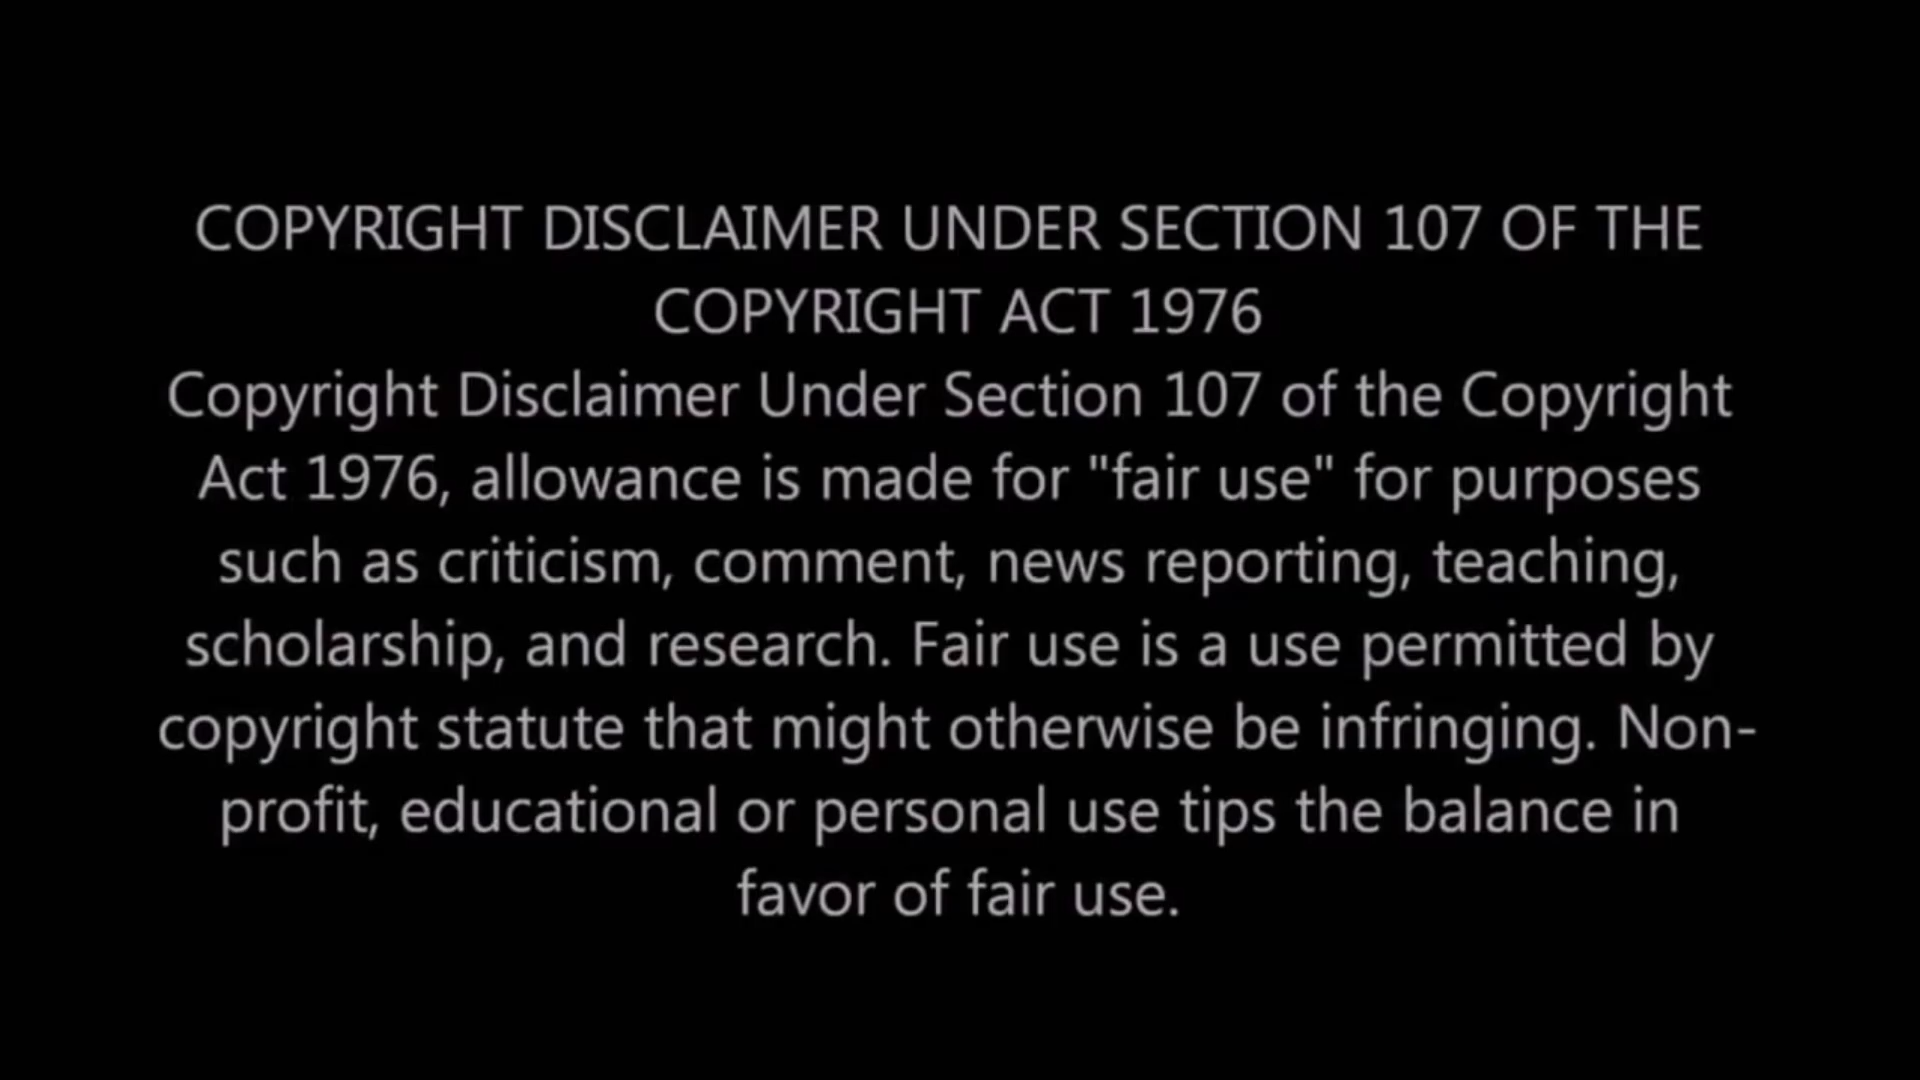 COPYRIGHT DISCLAIMER UNDER SECTION 107 OF THE
COPYRIGHT ACT 1976
Copyright Disclaimer Under Section 107 of the Copyright
Act 1976, allowance is made for "fair use" for purposes
such as criticism, comment, news reporting, teaching,
scholarship, and research. Fair use is a use permitted by
copyright statute that might otherwise be infringing. Non-
profit, educational or personal use tips the balance in
favor of fair use.